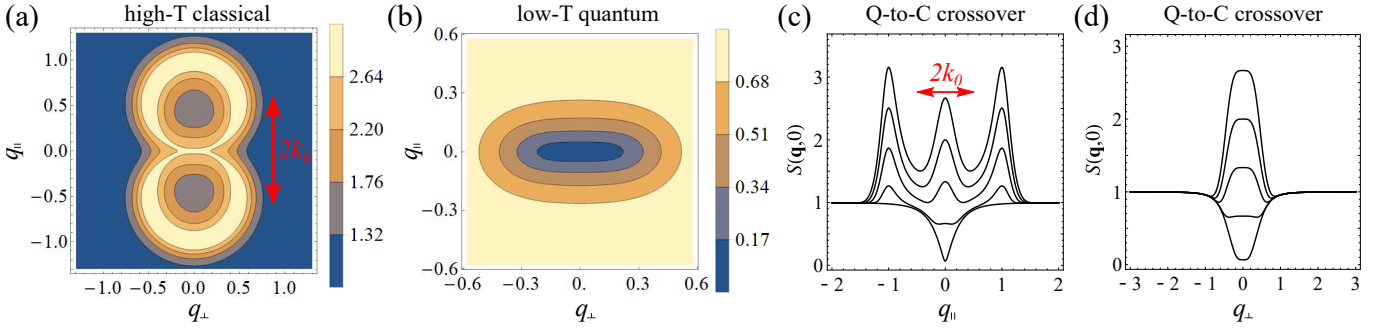 (a) high-T classical
1.0
0.5
0.0
−0.5
−1.0
q∥
2k₀
−1.0 −0.5 0.0 0.5 1.0
q⊥
2.64
2.20
1.76
1.32
(b) low-T quantum
0.6
0.3
0.
−0.3
−0.6
q∥
−0.6 −0.3 0. 0.3 0.6
q⊥
0.68
0.51
0.34
0.17
(c) Q-to-C crossover
3
2
1
0
S(q,0)
2k₀
-2 -1 0 1 2
q∥
(d) Q-to-C crossover
3
2
1
0
S(q,0)
-3 -2 -1 0 1 2 3
q⊥